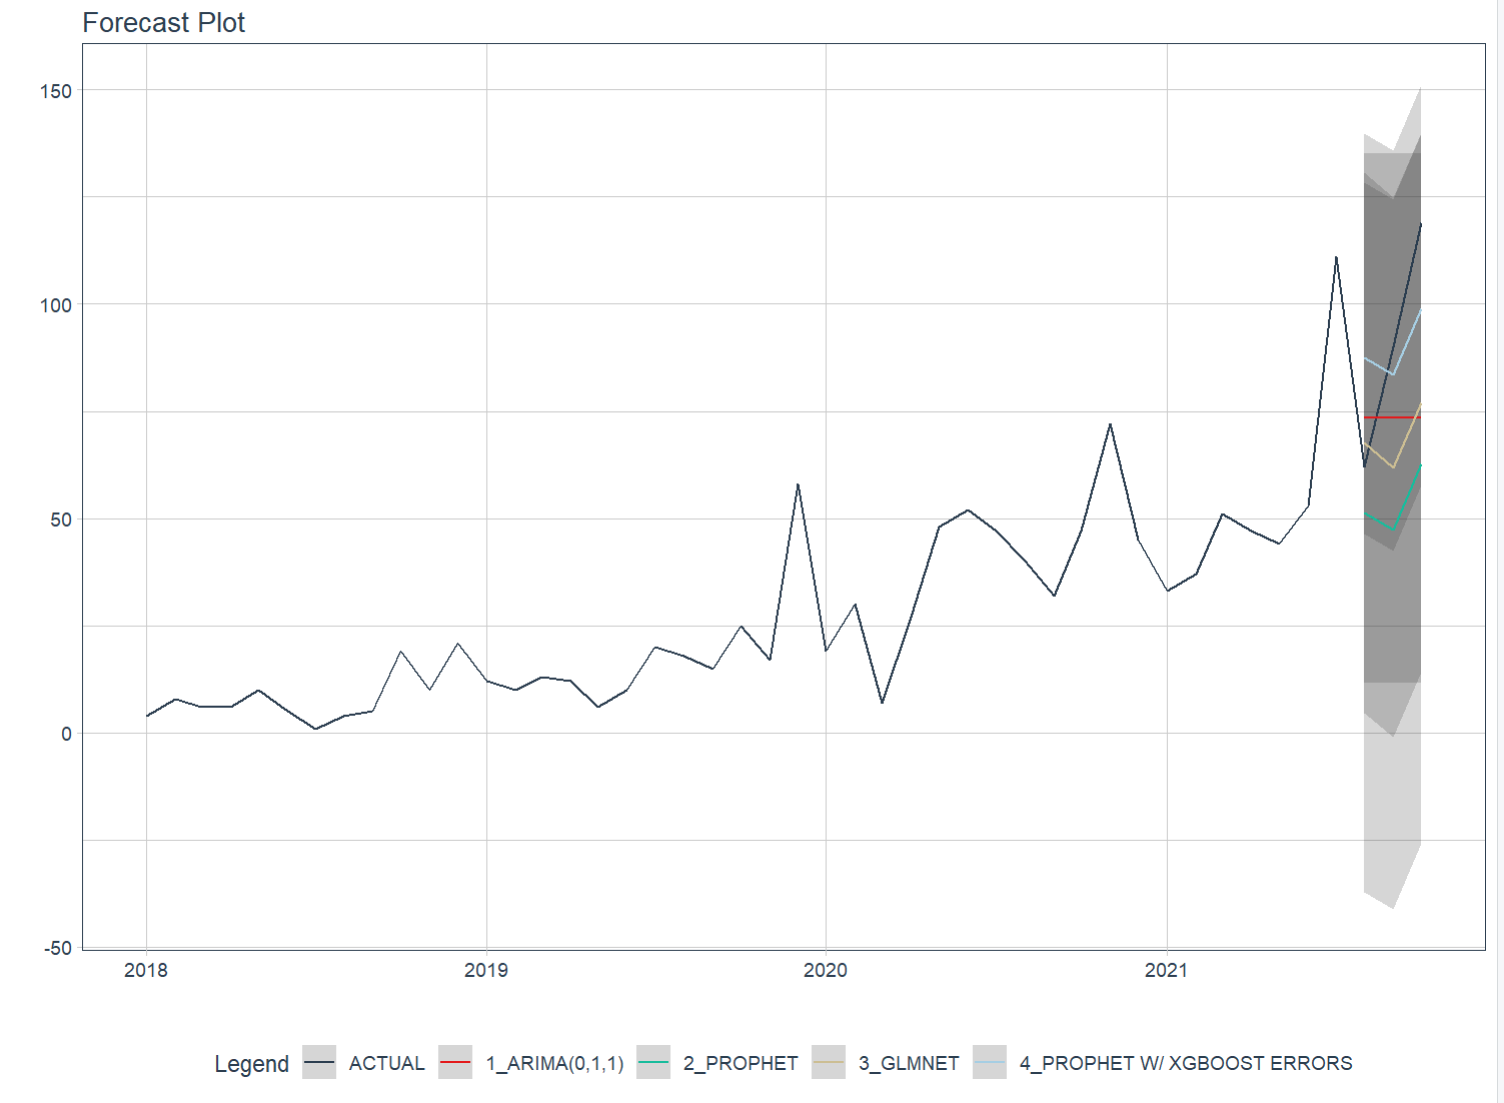 Forecast Plot
150
100
50
0
-50
2018 2019 2020 2021
Legend ACTUAL 1_ARIMA(0,1,1) 2_PROPHET 3_GLMNET 4_PROPHET W/ XGBOOST ERRORS